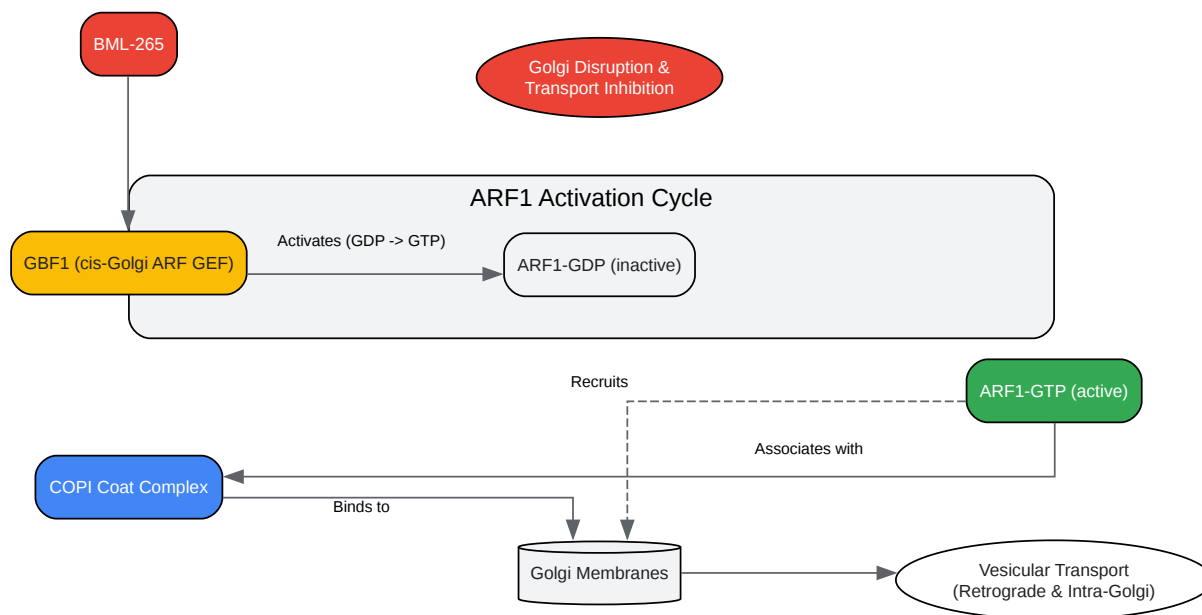 BML-265
Golgi Disruption &
Transport Inhibition
ARF1 Activation Cycle
GBF1 (cis-Golgi ARF GEF)
Activates (GDP -> GTP)
ARF1-GDP (inactive)
Recruits
ARF1-GTP (active)
Associates with
COPI Coat Complex
Binds to
Golgi Membranes
Vesicular Transport
(Retrograde & Intra-Golgi)